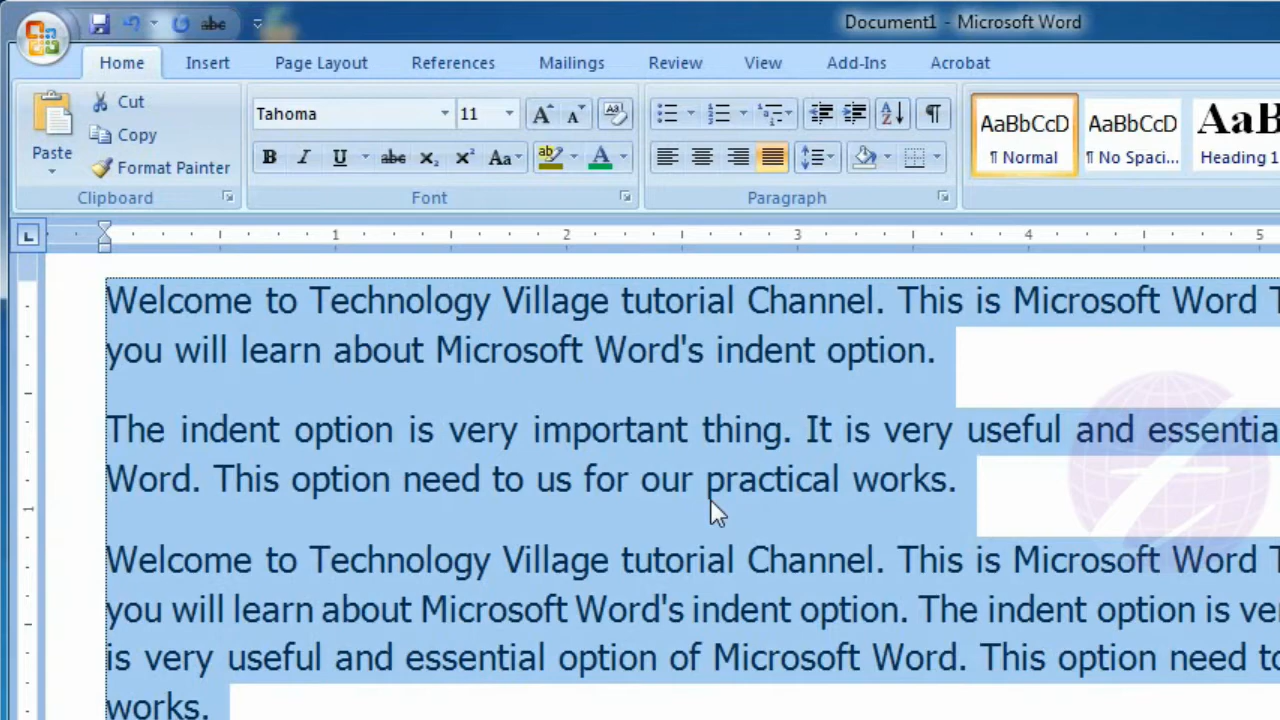 Document1 - Microsoft Word
Home Insert Page Layout References Mailings Review View Add-Ins Acrobat
Cut
Copy
Format Painter
Paste
Clipboard
Tahoma 11
Font
Paragraph
AaBbCcD AaBbCcD AaB
¶ Normal ¶ No Spaci... Heading 1
1 2 3 4 5
Welcome to Technology Village tutorial Channel. This is Microsoft Word T
you will learn about Microsoft Word's indent option.
The indent option is very important thing. It is very useful and essentia
Word. This option need to us for our practical works.
1
Welcome to Technology Village tutorial Channel. This is Microsoft Word T
you will learn about Microsoft Word's indent option. The indent option is ver
is very useful and essential option of Microsoft Word. This option need to
works.